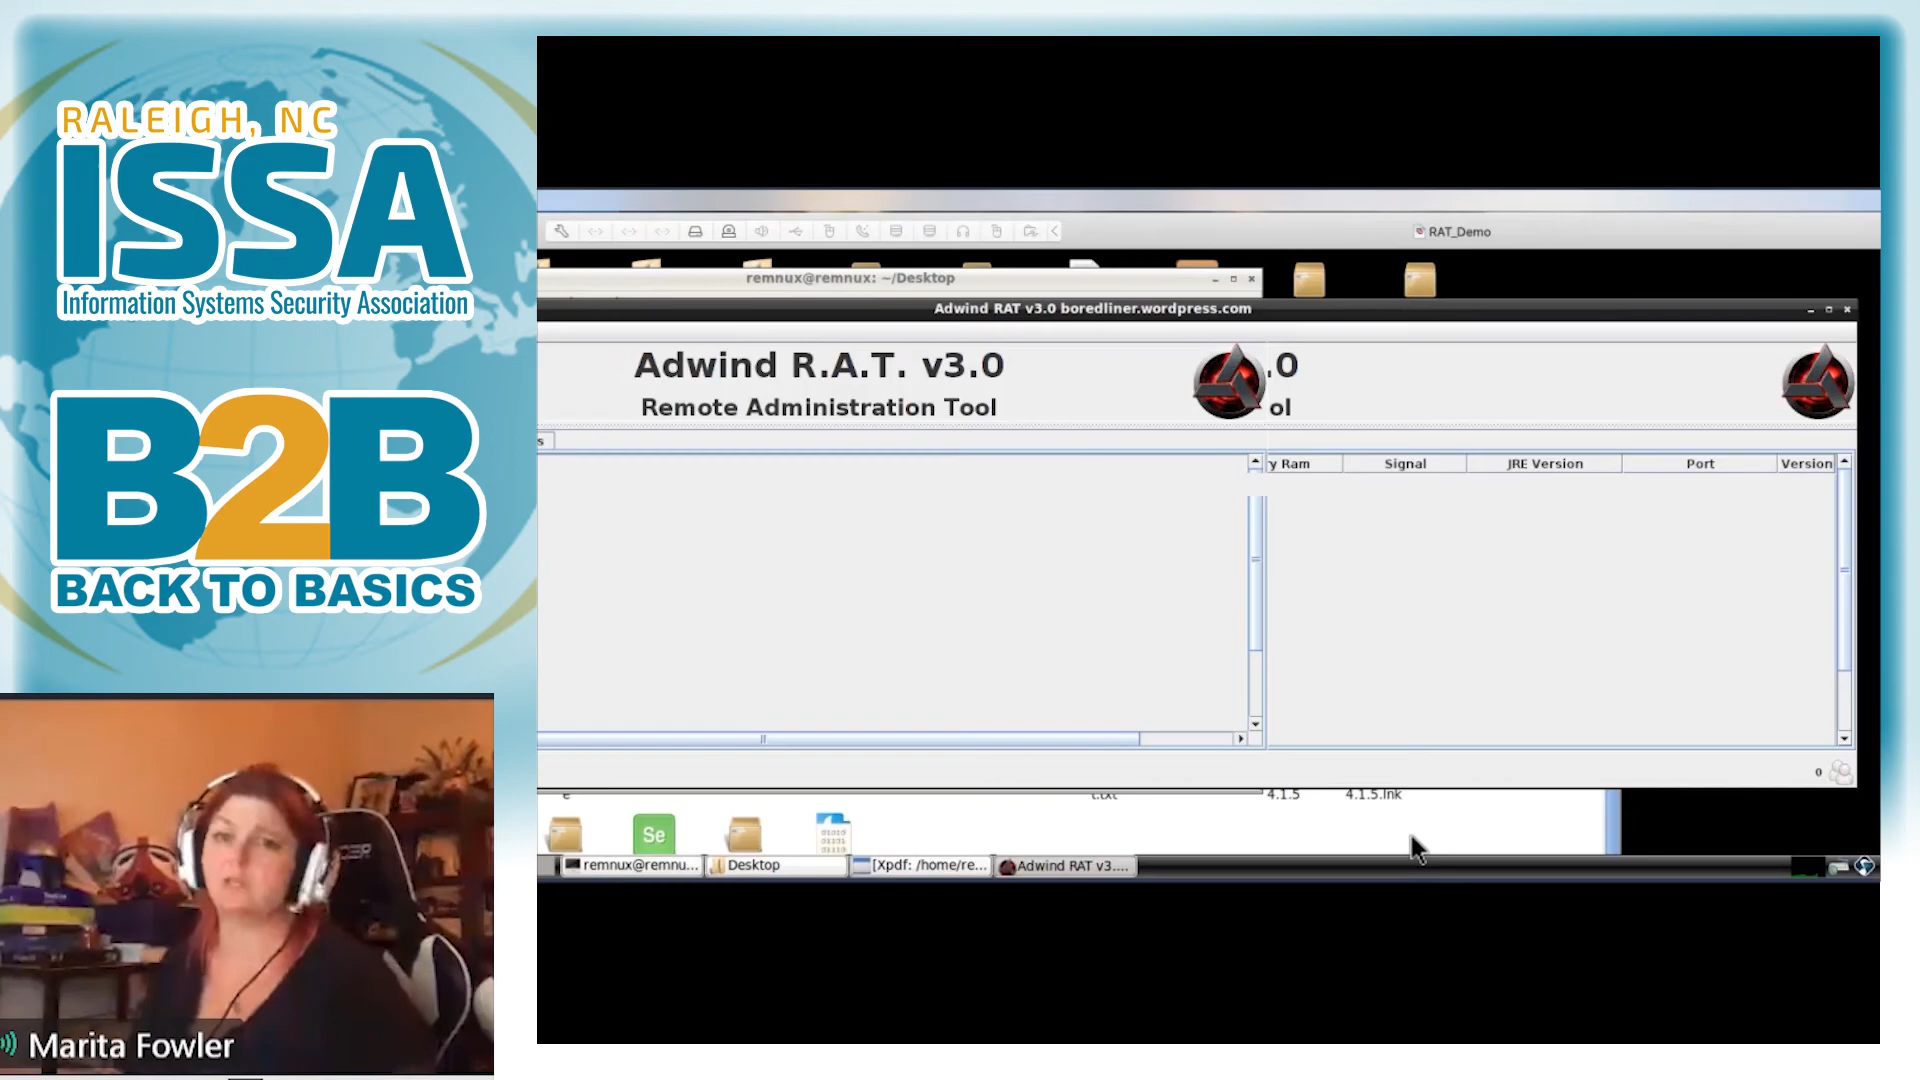 RALEIGH, NC
ISSA
Information Systems Security Association
B2B
BACK TO BASICS
Marita Fowler
RAT_Demo
remnux@remnux: ~/Desktop
Adwind RAT v3.0 boredliner.wordpress.com
Adwind R.A.T. v3.0
.0
Remote Administration Tool
ol
s
y Ram
Signal
JRE Version
Port
Version
0
e
t.txt
4.1.5
4.1.5.lnk
Se
remnux@remnu...
Desktop
[Xpdf: /home/re...
Adwind RAT v3....